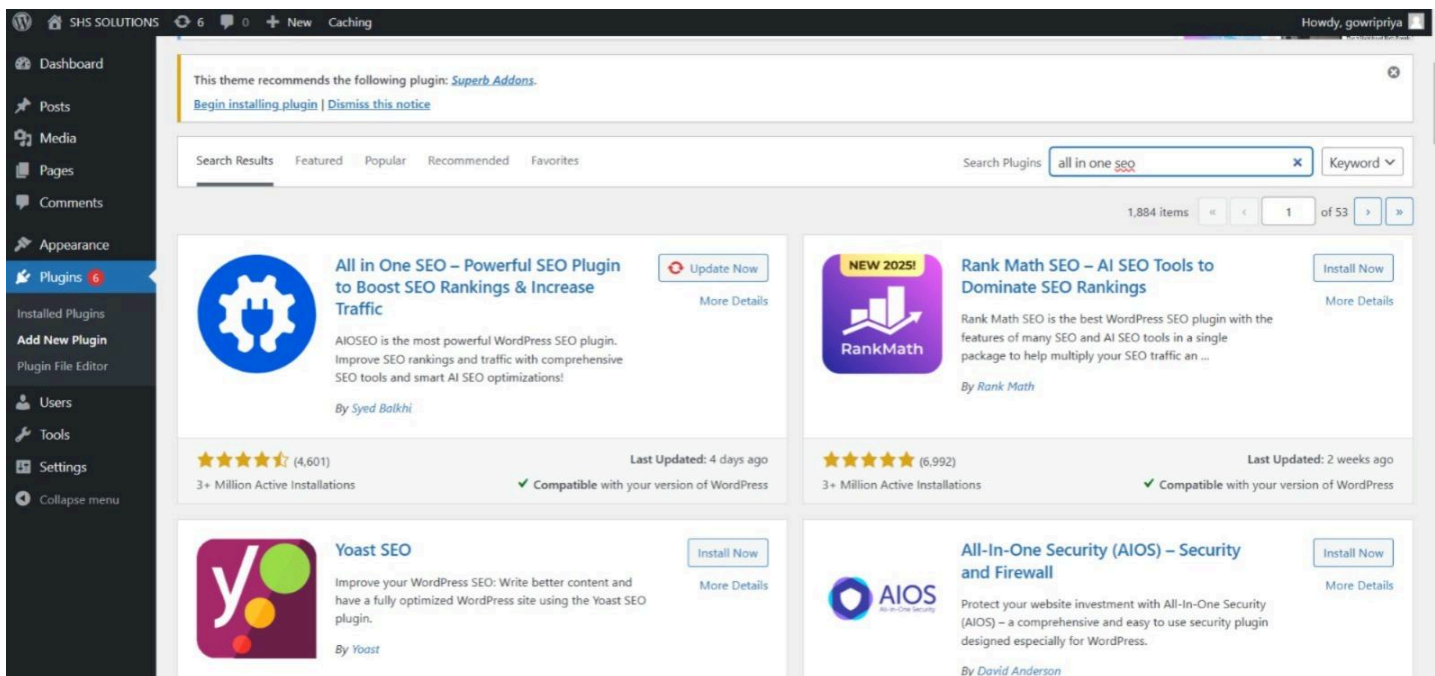 SHS SOLUTIONS 6 0 + New Caching Howdy, gowripriya
Dashboard
Posts
Media
Pages
Comments
Appearance
Plugins 6
Installed Plugins
Add New Plugin
Plugin File Editor
Users
Tools
Settings
Collapse menu
This theme recommends the following plugin: Superb Addons.
Begin installing plugin | Dismiss this notice
Search Results Featured Popular Recommended Favorites Search Plugins all in one seo Keyword
1,884 items « ‹ 1 of 53 › »
All in One SEO – Powerful SEO Plugin
to Boost SEO Rankings & Increase
Traffic
Update Now
More Details
AIOSEO is the most powerful WordPress SEO plugin.
Improve SEO rankings and traffic with comprehensive
SEO tools and smart AI SEO optimizations!
By Syed Balkhi
(4,601) Last Updated: 4 days ago
3+ Million Active Installations Compatible with your version of WordPress
NEW 2025!
RankMath
Rank Math SEO – AI SEO Tools to
Dominate SEO Rankings
Install Now
More Details
Rank Math SEO is the best WordPress SEO plugin with the
features of many SEO and AI SEO tools in a single
package to help multiply your SEO traffic an ...
By Rank Math
(6,992) Last Updated: 2 weeks ago
3+ Million Active Installations Compatible with your version of WordPress
y
Yoast SEO
Install Now
More Details
Improve your WordPress SEO: Write better content and
have a fully optimized WordPress site using the Yoast SEO
plugin.
By Yoast
AIOS
All-In-One Security
All-In-One Security (AIOS) – Security
and Firewall
Install Now
More Details
Protect your website investment with All-In-One Security
(AIOS) – a comprehensive and easy to use security plugin
designed especially for WordPress.
By David Anderson